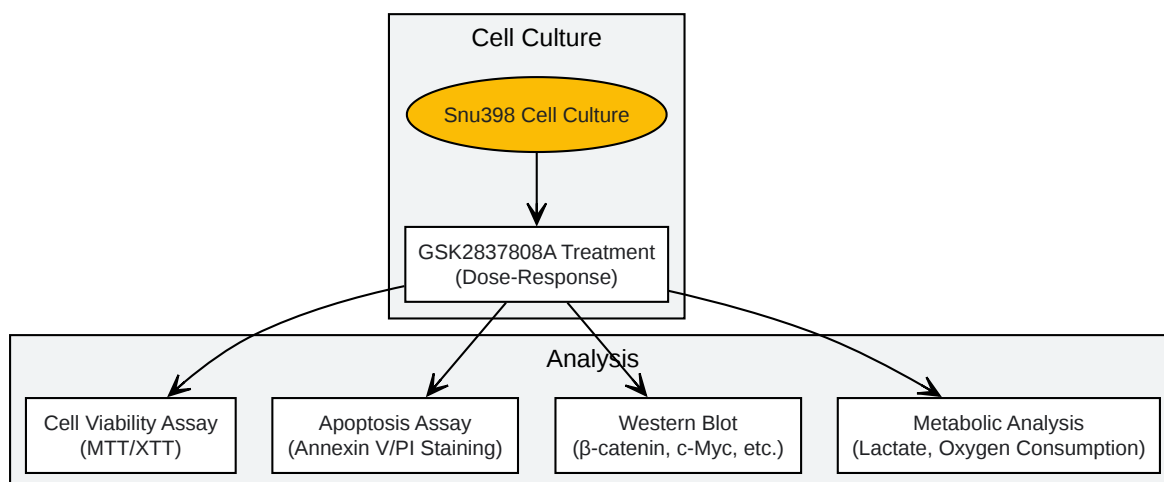 Cell Culture
Snu398 Cell Culture
GSK2837808A Treatment
(Dose-Response)
Analysis
Cell Viability Assay
(MTT/XTT)
Apoptosis Assay
(Annexin V/PI Staining)
Western Blot
(β-catenin, c-Myc, etc.)
Metabolic Analysis
(Lactate, Oxygen Consumption)